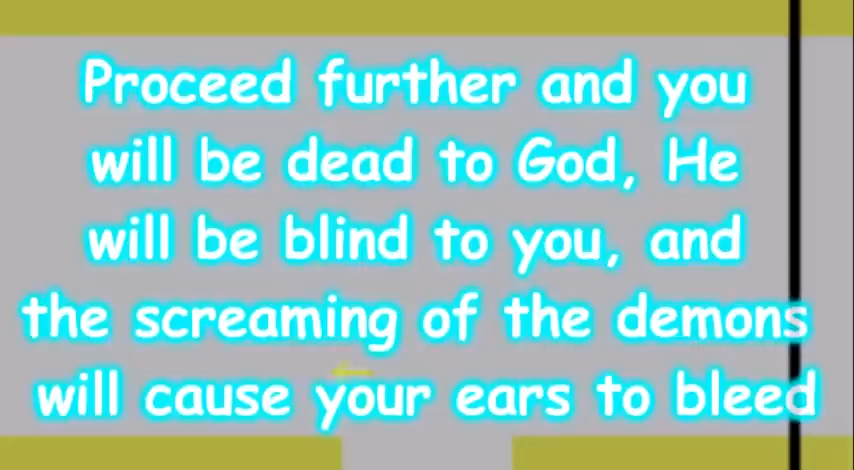 Proceed further and you
will be dead to God, He
will be blind to you, and
the screaming of the demons
will cause your ears to bleed